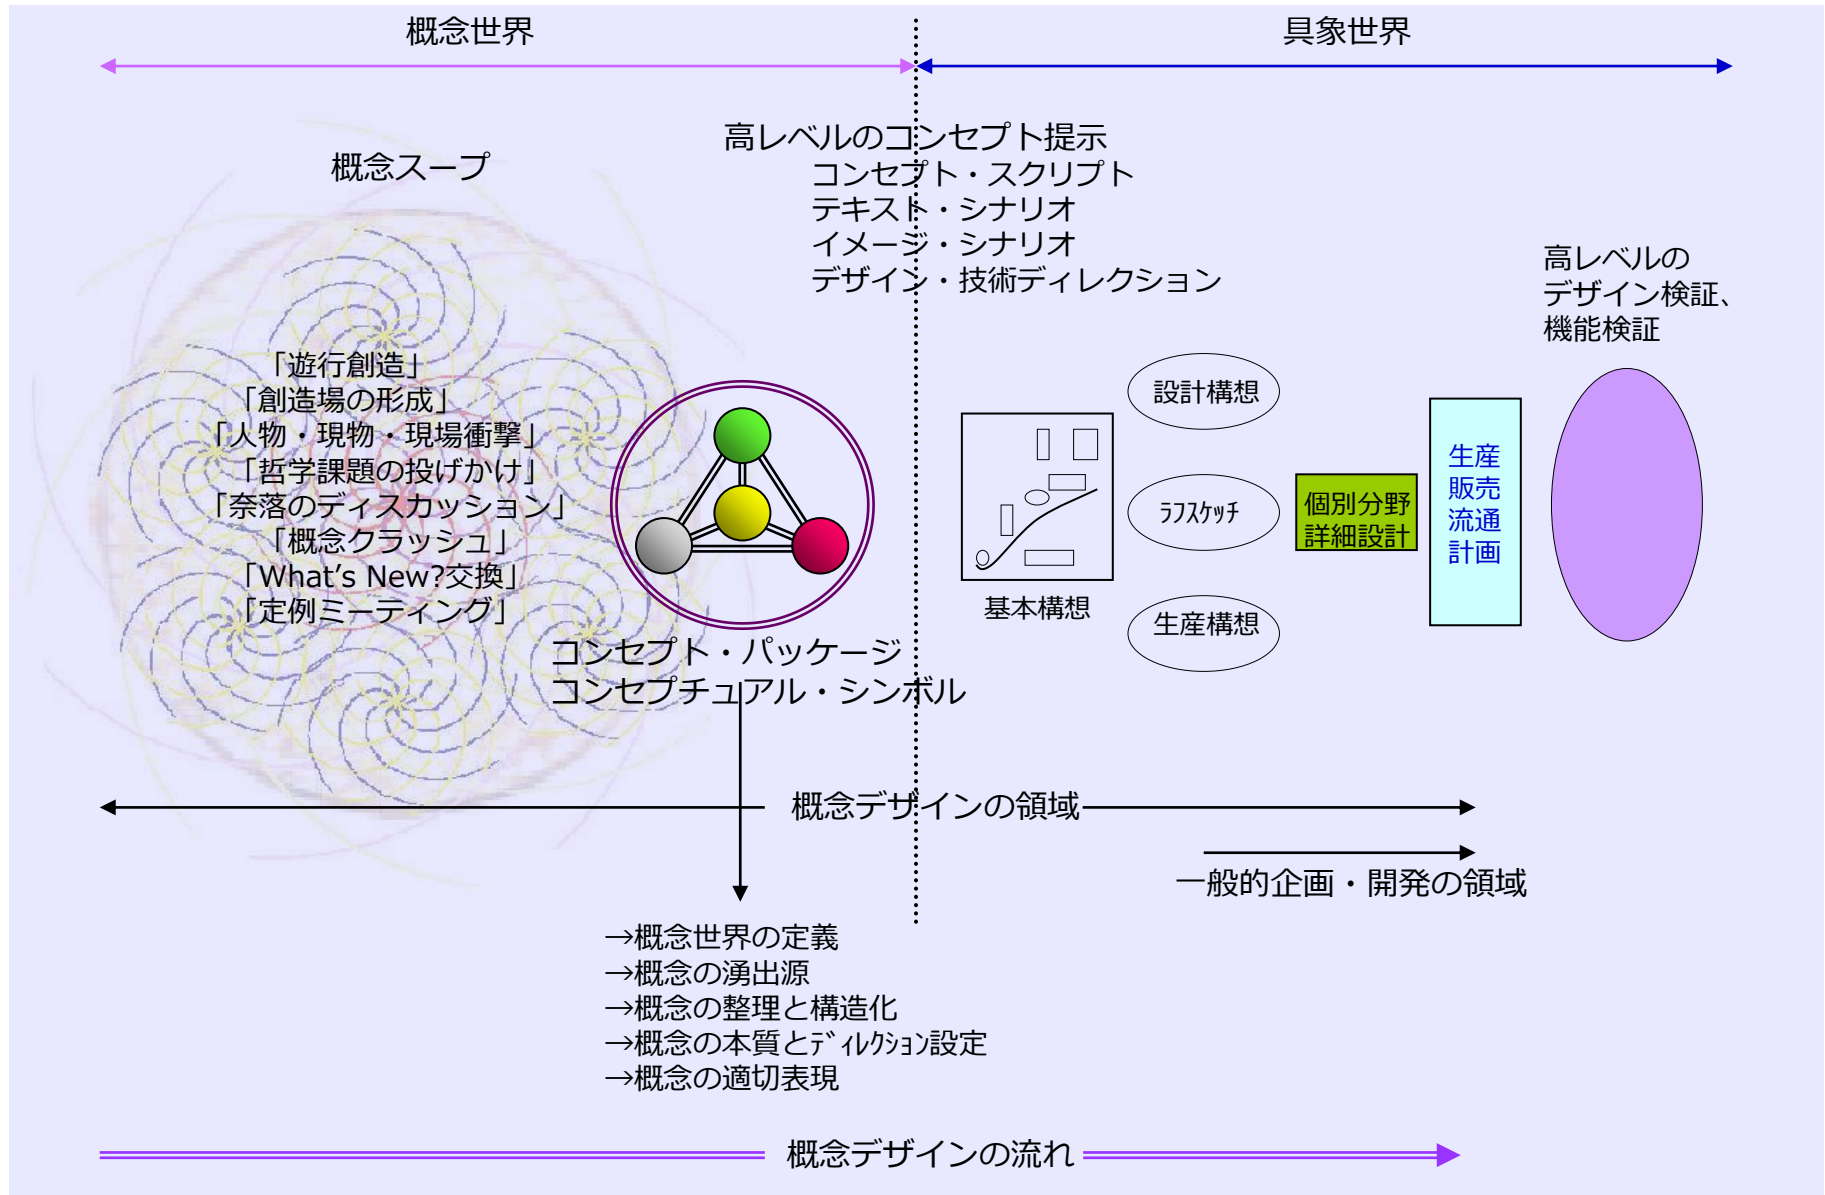 概念世界
具象世界
高レベルのコンセプト提示
コンセプト・スクリプト
テキスト・シナリオ
イメージ・シナリオ
デザイン・技術ディレクション
概念スープ
高レベルの
デザイン検証、
機能検証
「遊行創造」
「創造場の形成」
「人物・現物・現場衝撃」
「哲学課題の投げかけ」
「奈落のディスカッション」
「概念クラッシュ」
「What's New?交換」
「定例ミーティング」
コンセプト・パッケージ
コンセプチュアル・シンボル
基本構想
設計構想
ﾗﾌｽｹｯﾁ
生産構想
個別分野
詳細設計
生産
販売
流通
計画
概念デザインの領域
一般的企画・開発の領域
→概念世界の定義
→概念の湧出源
→概念の整理と構造化
→概念の本質とﾃﾞｨﾚｸｼｮﾝ設定
→概念の適切表現
概念デザインの流れ